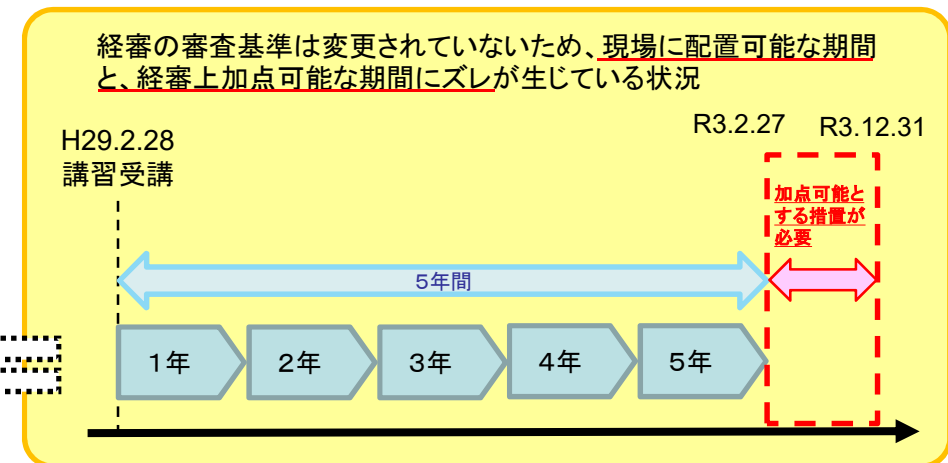 経審の審査基準は変更されていないため、現場に配置可能な期間
と、経審上加点可能な期間にズレが生じている状況
H29.2.28
講習受講
R3.2.27
R3.12.31
加点可能と
する措置が
必要
5年間
1年
2年
3年
4年
5年